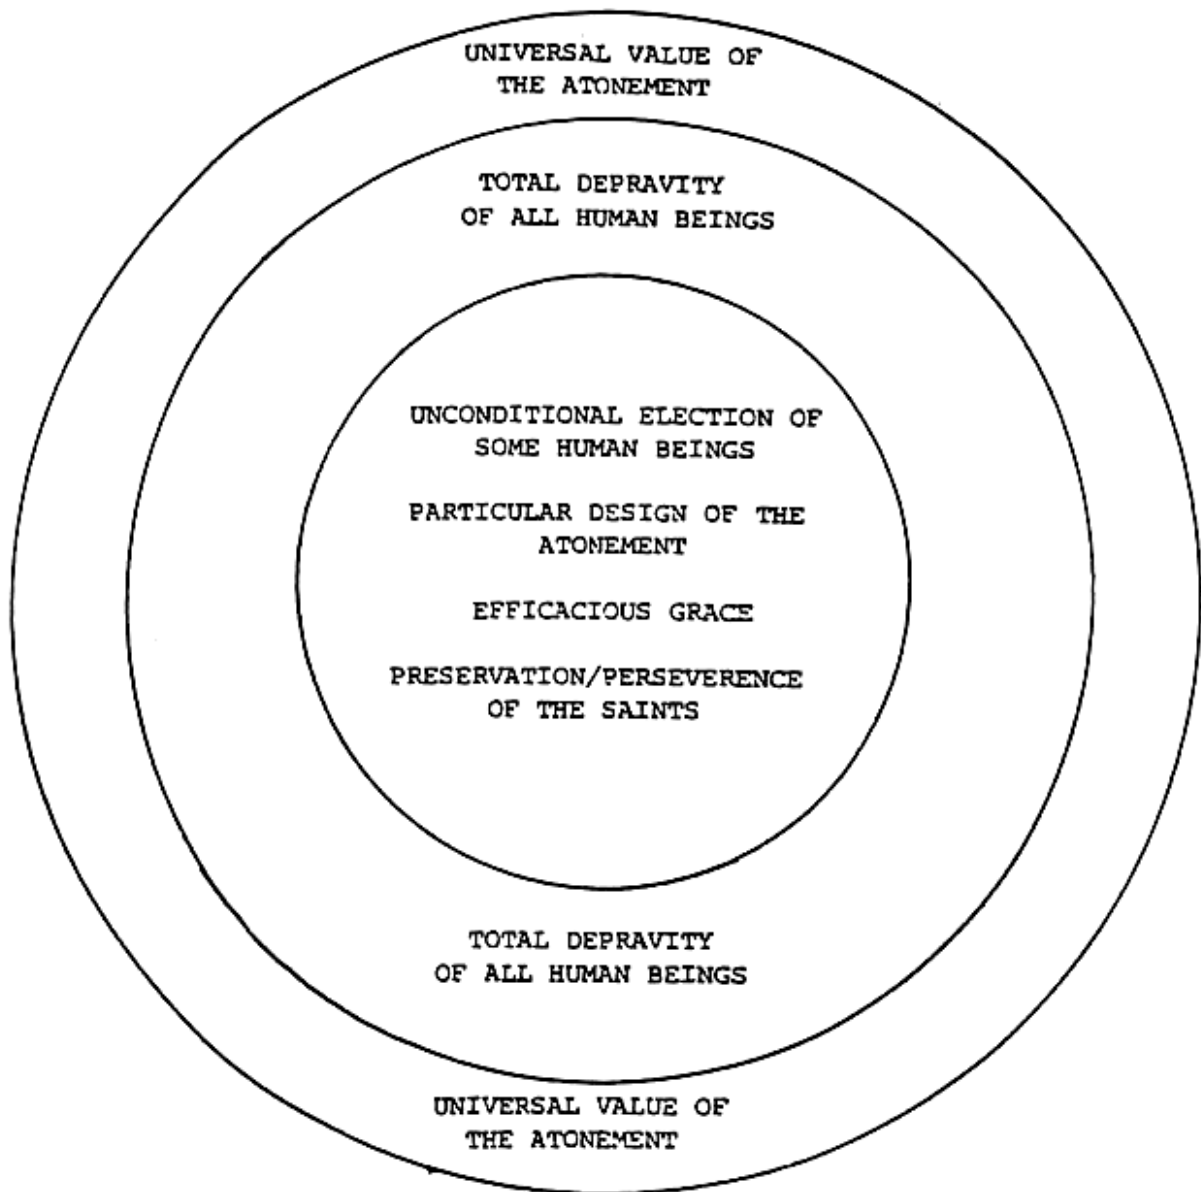 UNIVERSAL VALUE OF
THE ATONEMENT
TOTAL DEPRAVITY
OF ALL HUMAN BEINGS
UNCONDITIONAL ELECTION OF
SOME HUMAN BEINGS
PARTICULAR DESIGN OF THE
ATONEMENT
EFFICACIOUS GRACE
PRESERVATION/PERSEVERENCE
OF THE SAINTS
TOTAL DEPRAVITY
OF ALL HUMAN BEINGS
UNIVERSAL VALUE OF
THE ATONEMENT